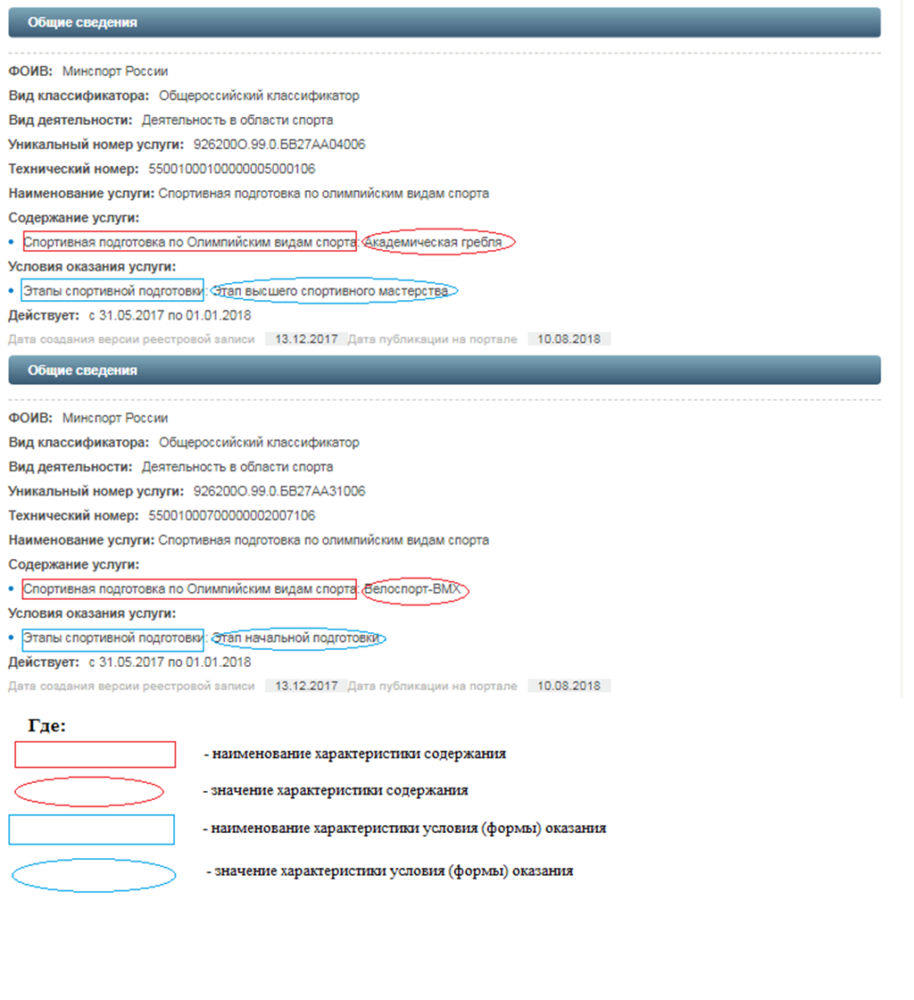 Общие сведения
ФОИВ: Минспорт России
Вид классификатора: Общероссийский классификатор
Вид деятельности: Деятельность в области спорта
Уникальный номер услуги: 926200О.99.0.ББ27АА04006
Технический номер: 55001000100000005000106
Наименование услуги: Спортивная подготовка по олимпийским видам спорта
Содержание услуги:
• Спортивная подготовка по Олимпийским видам спорта: Академическая гребля
Условия оказания услуги:
• Этапы спортивной подготовки: Этап высшего спортивного мастерства
Действует: с 31.05.2017 по 01.01.2018
Дата создания версии реестровой записи 13.12.2017 Дата публикации на портале 10.08.2018
Общие сведения
ФОИВ: Минспорт России
Вид классификатора: Общероссийский классификатор
Вид деятельности: Деятельность в области спорта
Уникальный номер услуги: 926200О.99.0.ББ27АА31006
Технический номер: 55001000700000002007106
Наименование услуги: Спортивная подготовка по олимпийским видам спорта
Содержание услуги:
• Спортивная подготовка по Олимпийским видам спорта: Велоспорт-ВМХ
Условия оказания услуги:
• Этапы спортивной подготовки: Этап начальной подготовки
Действует: с 31.05.2017 по 01.01.2018
Дата создания версии реестровой записи 13.12.2017 Дата публикации на портале 10.08.2018
Где:
- наименование характеристики содержания
- значение характеристики содержания
- наименование характеристики условия (формы) оказания
- значение характеристики условия (формы) оказания